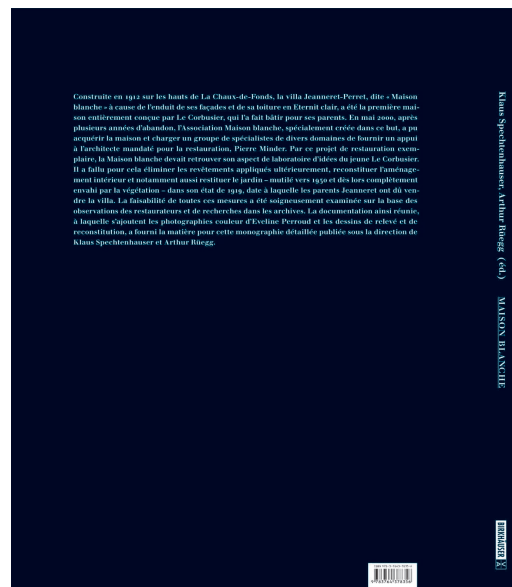 Construite en 1912 sur les hauts de La Chaux-de-Fonds, la villa Jeanneret-Perret, dite « Maison
blanche » à cause de l'enduit de ses façades et de sa toiture en Eternit clair, a été la première mai-
son entièrement conçue par Le Corbusier, qui l'a fait bâtir pour ses parents. En mai 2000, après
plusieurs années d'abandon, l'Association Maison blanche, spécialement créée dans ce but, a pu
acquérir la maison et charger un groupe de spécialistes de divers domaines de fournir un appui
à l'architecte mandaté pour la restauration, Pierre Minder. Par ce projet de restauration exem-
plaire, la Maison blanche devait retrouver son aspect de laboratoire d'idées du jeune Le Corbusier.
Il a fallu pour cela éliminer les revêtements appliqués ultérieurement, reconstituer l'aménage-
ment intérieur et notamment aussi restituer le jardin – mutilé vers 1950 et dès lors complètement
envahi par la végétation – dans son état de 1919, date à laquelle les parents Jeanneret ont dû ven-
dre la villa. La faisabilité de toutes ces mesures a été soigneusement examinée sur la base des
observations des restaurateurs et de recherches dans les archives. La documentation ainsi réunie,
à laquelle s'ajoutent les photographies couleur d'Eveline Perroud et les dessins de relevé et de
reconstitution, a fourni la matière pour cette monographie détaillée publiée sous la direction de
Klaus Spechtenhauser et Arthur Rüegg.
Klaus Spechtenhauser, Arthur Rüegg (éd.) MAISON BLANCHE
BIRKHÄUSER